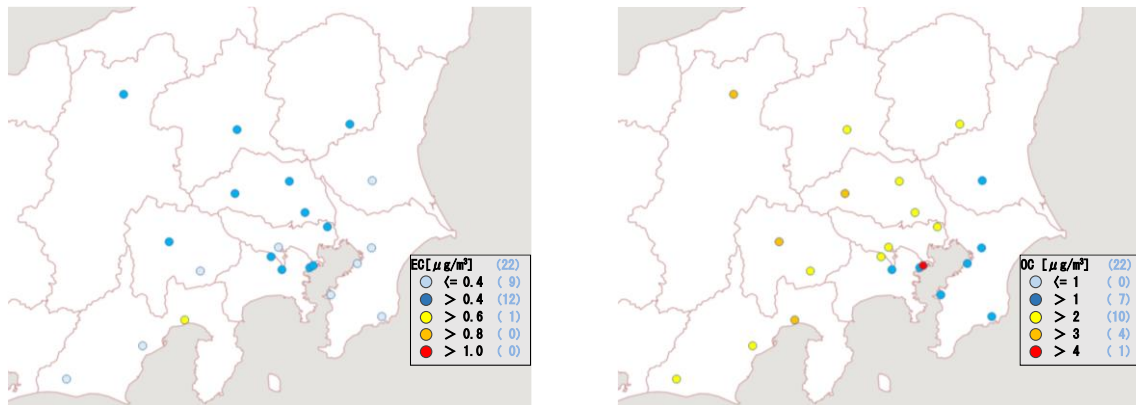 EC[μg/m³] (22)
<= 0.4 ( 9)
> 0.4 (12)
> 0.6 ( 1)
> 0.8 ( 0)
> 1.0 ( 0)
OC [μg/m³] (22)
<= 1 ( 0)
> 1 ( 7)
> 2 (10)
> 3 ( 4)
> 4 ( 1)